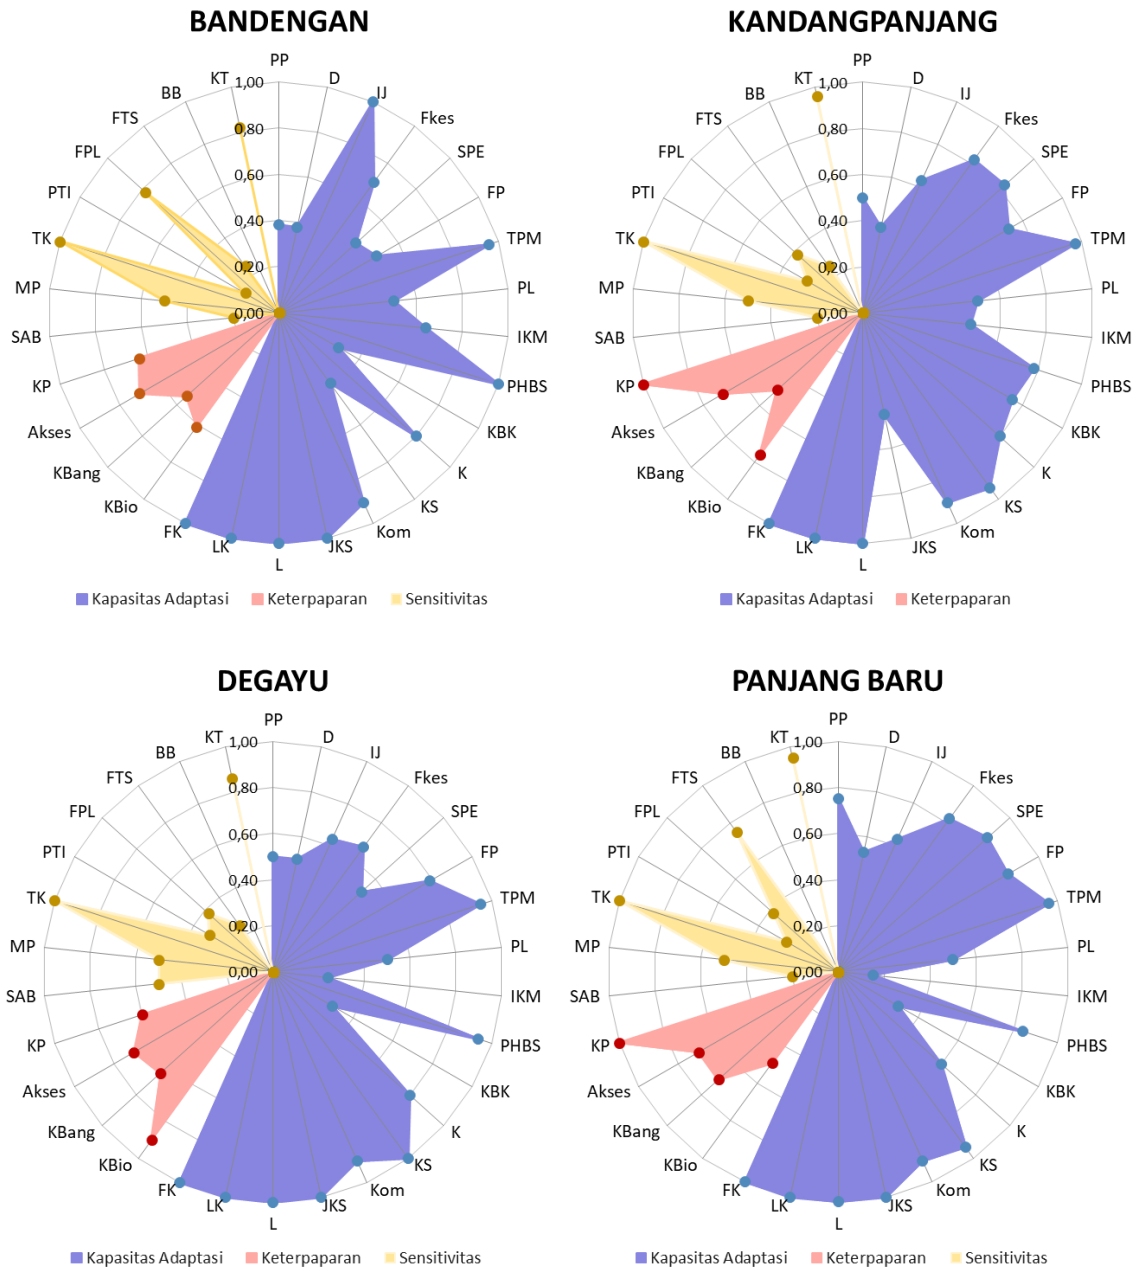 BANDENGAN
PP
D
IJ
Fkes
SPE
FP
TPM
PL
IKM
PHBS
KBK
K
KS
Kom
JKS
L
LK
FK
KBio
KBang
Akses
KP
SAB
MP
TK
PTI
FPL
FTS
BB
KT
1,00
0,80
0,60
0,40
0,20
0,00
Kapasitas Adaptasi Keterpaparan Sensitivitas
KANDANGPANJANG
PP
D
IJ
Fkes
SPE
FP
TPM
PL
IKM
PHBS
KBK
K
KS
Kom
JKS
L
LK
FK
KBio
KBang
Akses
KP
SAB
MP
TK
PTI
FPL
FTS
BB
KT
1,00
0,80
0,60
0,40
0,20
0,00
Kapasitas Adaptasi Keterpaparan
DEGAYU
PP
D
IJ
Fkes
SPE
FP
TPM
PL
IKM
PHBS
KBK
K
KS
Kom
JKS
L
LK
FK
KBio
KBang
Akses
KP
SAB
MP
TK
PTI
FPL
FTS
BB
KT
1,00
0,80
0,60
0,40
0,20
0,00
Kapasitas Adaptasi Keterpaparan Sensitivitas
PANJANG BARU
PP
D
IJ
Fkes
SPE
FP
TPM
PL
IKM
PHBS
KBK
K
KS
Kom
JKS
L
LK
FK
KBio
KBang
Akses
KP
SAB
MP
TK
PTI
FPL
FTS
BB
KT
1,00
0,80
0,60
0,40
0,20
0,00
Kapasitas Adaptasi Keterpaparan Sensitivitas